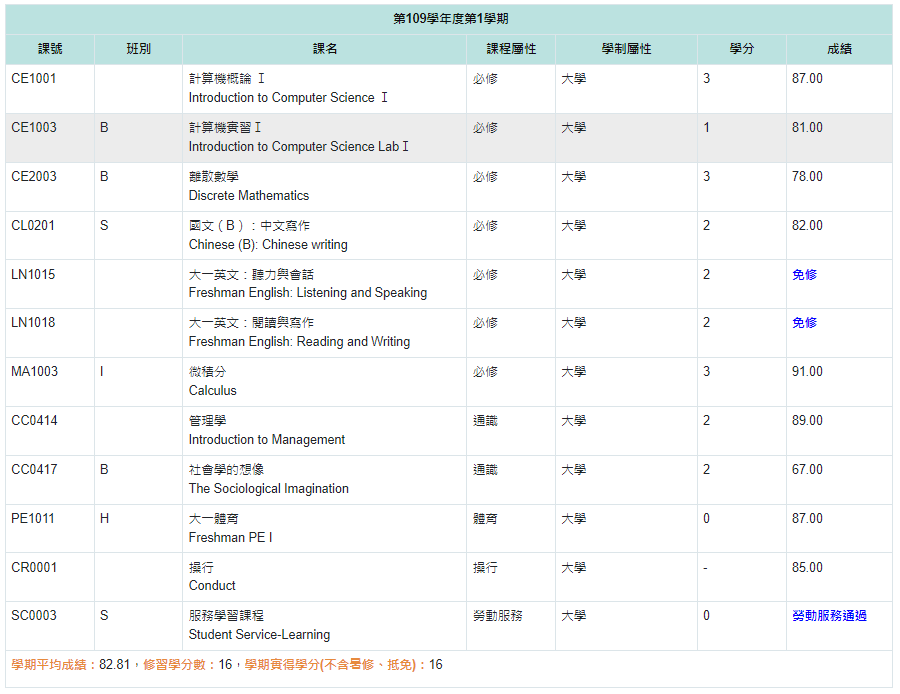 第109學年度第1學期
課號 班別 課名 課程屬性 學制屬性 學分 成績
CE1001 計算機概論 Ⅰ 必修 大學 3 87.00
Introduction to Computer Science Ⅰ
CE1003 B 計算機實習Ⅰ 必修 大學 1 81.00
Introduction to Computer Science Lab Ⅰ
CE2003 B 離散數學 必修 大學 3 78.00
Discrete Mathematics
CL0201 S 國文（B）：中文寫作 必修 大學 2 82.00
Chinese (B): Chinese writing
LN1015 大一英文：聽力與會話 必修 大學 2 免修
Freshman English: Listening and Speaking
LN1018 大一英文：閱讀與寫作 必修 大學 2 免修
Freshman English: Reading and Writing
MA1003 I 微積分 必修 大學 3 91.00
Calculus
CC0414 管理學 通識 大學 2 89.00
Introduction to Management
CC0417 B 社會學的想像 通識 大學 2 67.00
The Sociological Imagination
PE1011 H 大一體育 體育 大學 0 87.00
Freshman PE I
CR0001 操行 操行 大學 - 85.00
Conduct
SC0003 S 服務學習課程 勞動服務 大學 0 勞動服務通過
Student Service-Learning
學期平均成績：82.81，修習學分數：16，學期實得學分(不含暑修、抵免)：16